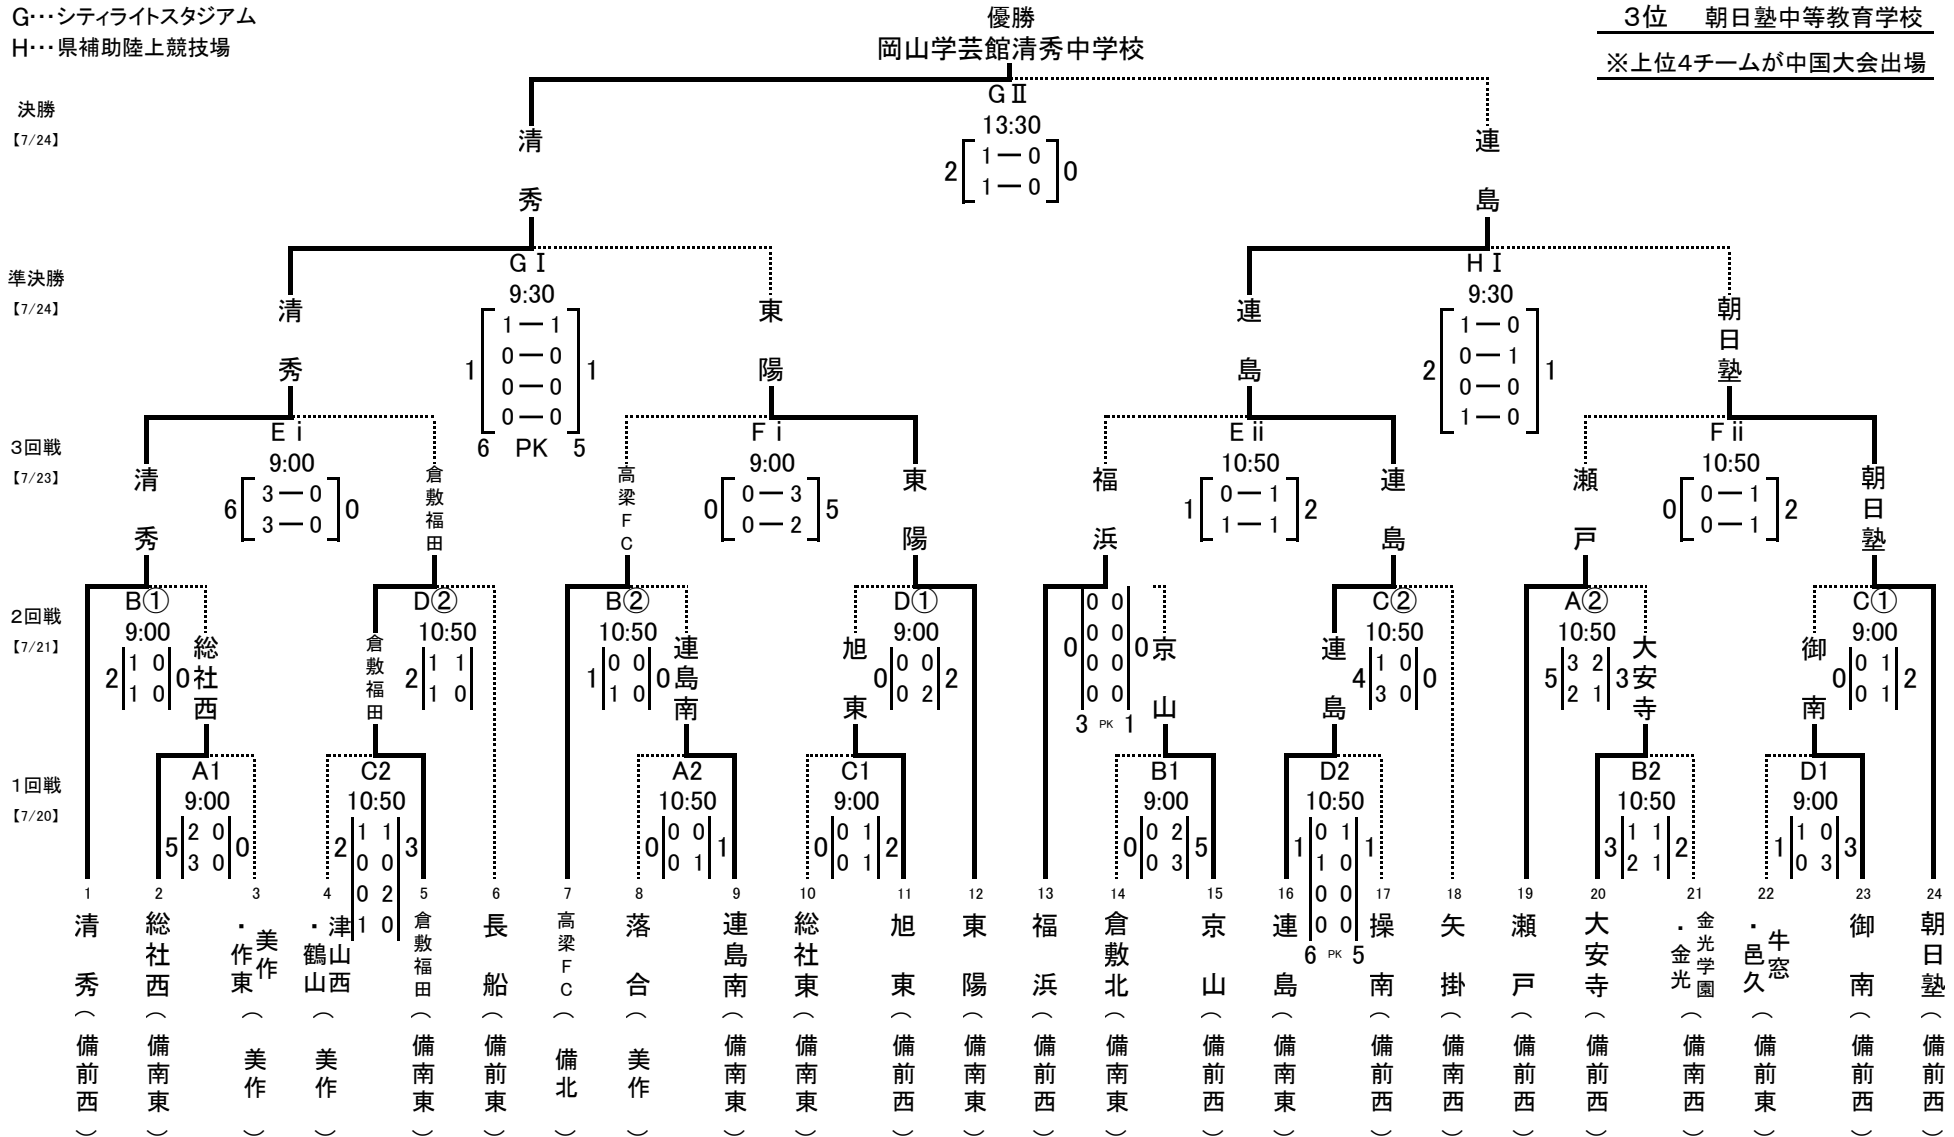 G･･･シティライトスタジアム
H･･･県補助陸上競技場
優勝
岡山学芸館清秀中学校
３位　朝日塾中等教育学校
※上位４チームが中国大会出場
決勝
【7/24】
GⅡ
13:30
2 1―0 0
1―0
清秀
連島
準決勝
【7/24】
GⅠ
9:30
1 1―1 1
0―0
0―0
0―0
6 PK 5
清秀
東陽
HⅠ
9:30
2 1―0 1
0―1
0―0
1―0
連島
朝日塾
３回戦
【7/23】
Eⅰ
9:00
6 3―0 0
3―0
清秀
倉敷福田
Fⅰ
9:00
0 0―3 5
0―2
高梁FC
東陽
Eⅱ
10:50
1 0―1 2
1―1
福浜
連島
Fⅱ
10:50
0 0―1 2
0―1
瀬戸
朝日塾
２回戦
【7/21】
B①
9:00
2 1 0 0
1 0
総社西
D②
10:50
2 1 1
1 0
倉敷福田
B②
10:50
1 0 0 0
1 0
連島南
D①
9:00
0 0 0 2
0 2
旭東
0 0 0 0
0 0
0 0
0 0
3 PK 1
京山
C②
10:50
4 1 0 0
3 0
連島
A②
10:50
5 3 2 3
2 1
大安寺
C①
9:00
0 0 1 2
0 1
御南
１回戦
【7/20】
A1
9:00
5 2 0 0
3 0
C2
10:50
2 1 1 3
0 0
0 2
1 0
A2
10:50
0 0 0 1
0 1
C1
9:00
0 0 1 2
0 1
B1
9:00
0 0 2 5
0 3
D2
10:50
1 0 1 1
1 0
0 0
0 0
6 PK 5
B2
10:50
3 1 1 2
2 1
D1
9:00
1 1 0 3
0 3
1 清秀（備前西）
2 総社西（備南東）
3 美作・作東（美作）
4 津山西・鶴山（美作）
5 倉敷福田（備南東）
6 長船（備前東）
7 高梁FC（備北）
8 落合（美作）
9 連島南（備南東）
10 総社東（備南東）
11 旭東（備前西）
12 東陽（備南東）
13 福浜（備前西）
14 倉敷北（備南東）
15 京山（備前西）
16 連島（備南東）
17 操南（備前西）
18 矢掛（備南西）
19 瀬戸（備前西）
20 大安寺（備前西）
21 金光学園・金光（備南西）
22 牛窓・邑久（備前東）
23 御南（備前西）
24 朝日塾（備前西）